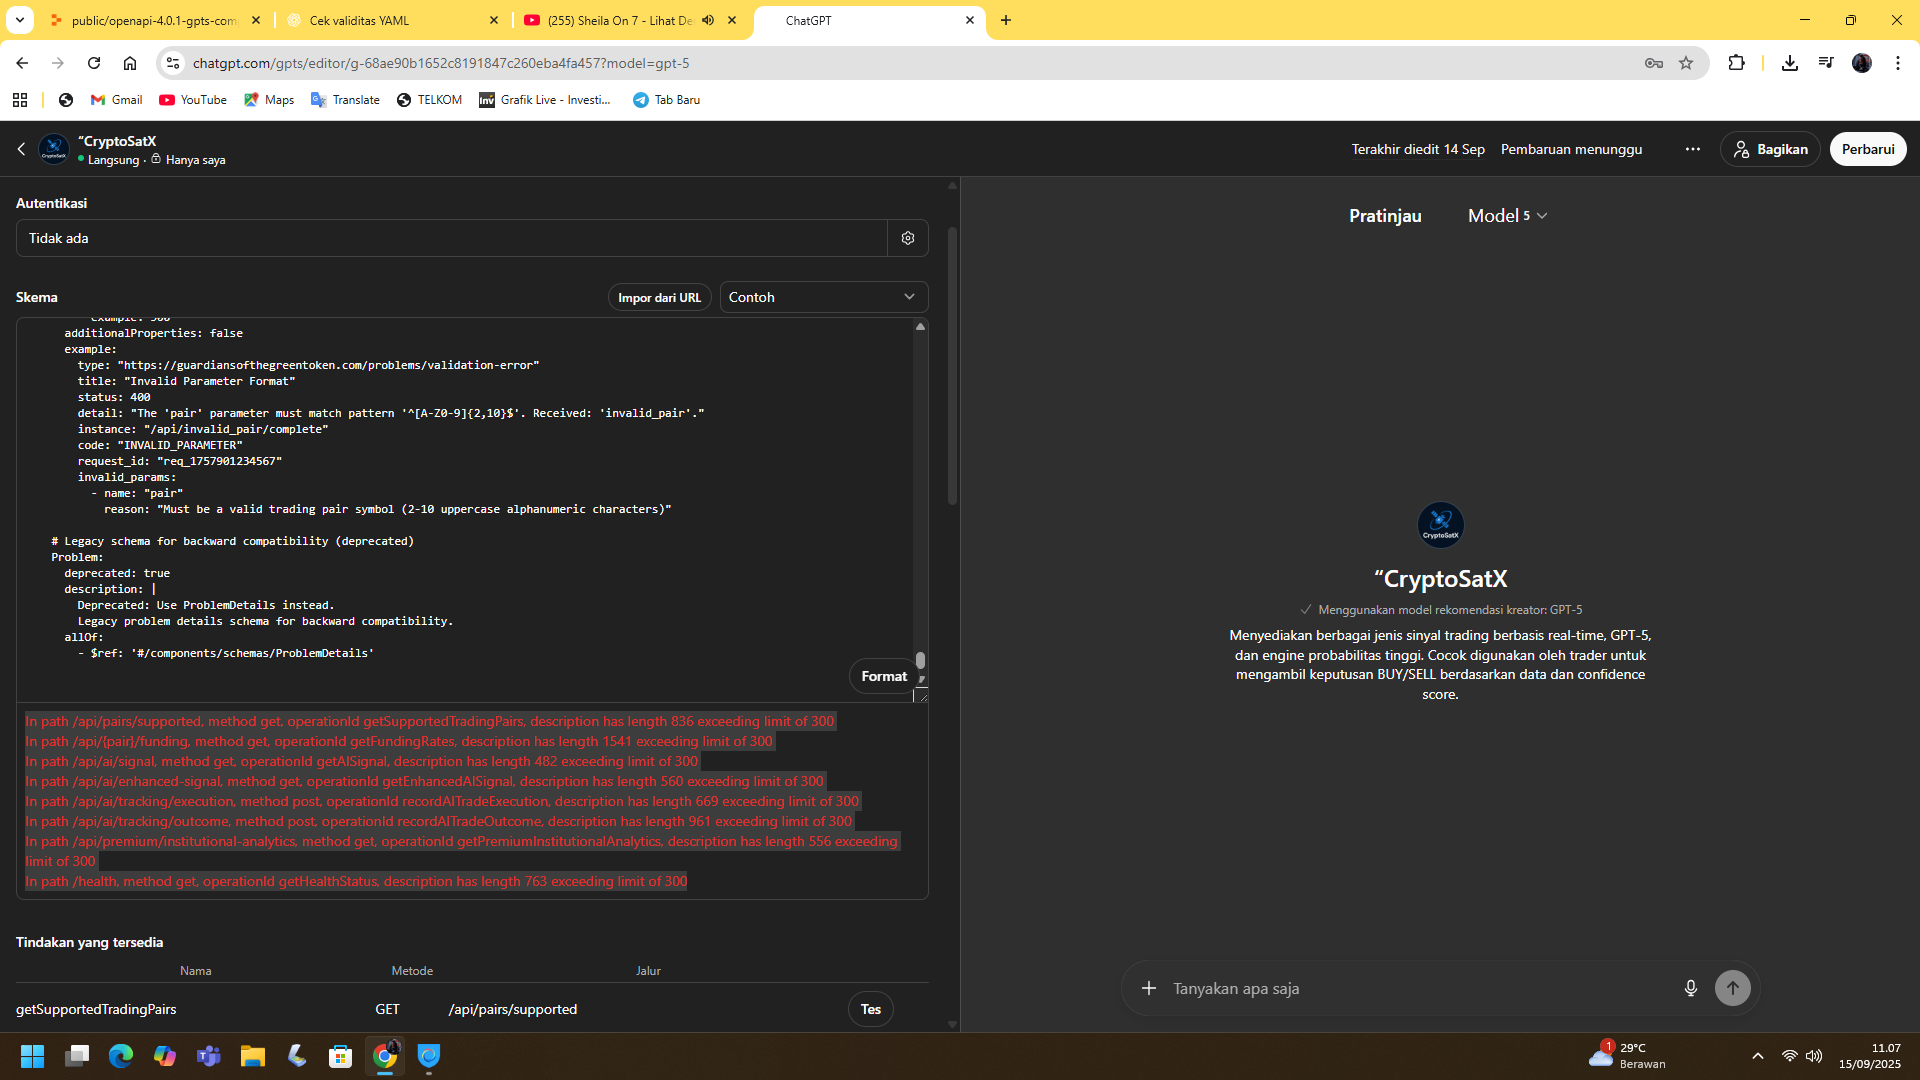 public/openapi-4.0.1-gpts-com
Cek validitas YAML
(255) Sheila On 7 - Lihat De
ChatGPT
chatgpt.com/gpts/editor/g-68ae90b1652c8191847c260eba4fa457?model=gpt-5
Gmail
YouTube
Maps
Translate
TELKOM
Inv
Grafik Live - Investi...
Tab Baru
“CryptoSatX
Langsung · Hanya saya
Terakhir diedit 14 Sep
Pembaruan menunggu
Bagikan
Perbarui
Autentikasi
Tidak ada
Skema
Impor dari URL
Contoh
example: 500
additionalProperties: false
example:
type: "https://guardiansofthegreentoken.com/problems/validation-error"
title: "Invalid Parameter Format"
status: 400
detail: "The 'pair' parameter must match pattern '^[A-Z0-9]{2,10}$'. Received: 'invalid_pair'."
instance: "/api/invalid_pair/complete"
code: "INVALID_PARAMETER"
request_id: "req_1757901234567"
invalid_params:
- name: "pair"
reason: "Must be a valid trading pair symbol (2-10 uppercase alphanumeric characters)"
# Legacy schema for backward compatibility (deprecated)
Problem:
deprecated: true
description: |
Deprecated: Use ProblemDetails instead.
Legacy problem details schema for backward compatibility.
allOf:
- $ref: '#/components/schemas/ProblemDetails'
Format
In path /api/pairs/supported, method get, operationId getSupportedTradingPairs, description has length 836 exceeding limit of 300
In path /api/{pair}/funding, method get, operationId getFundingRates, description has length 1541 exceeding limit of 300
In path /api/ai/signal, method get, operationId getAISignal, description has length 482 exceeding limit of 300
In path /api/ai/enhanced-signal, method get, operationId getEnhancedAISignal, description has length 560 exceeding limit of 300
In path /api/ai/tracking/execution, method post, operationId recordAITradeExecution, description has length 669 exceeding limit of 300
In path /api/ai/tracking/outcome, method post, operationId recordAITradeOutcome, description has length 961 exceeding limit of 300
In path /api/premium/institutional-analytics, method get, operationId getPremiumInstitutionalAnalytics, description has length 556 exceeding
limit of 300
In path /health, method get, operationId getHealthStatus, description has length 763 exceeding limit of 300
Tindakan yang tersedia
Nama
Metode
Jalur
getSupportedTradingPairs
GET
/api/pairs/supported
Tes
Pratinjau
Model 5
CryptoSatX
“CryptoSatX
Menggunakan model rekomendasi kreator: GPT-5
Menyediakan berbagai jenis sinyal trading berbasis real-time, GPT-5,
dan engine probabilitas tinggi. Cocok digunakan oleh trader untuk
mengambil keputusan BUY/SELL berdasarkan data dan confidence
score.
Tanyakan apa saja
1
29°C
Berawan
11.07
15/09/2025